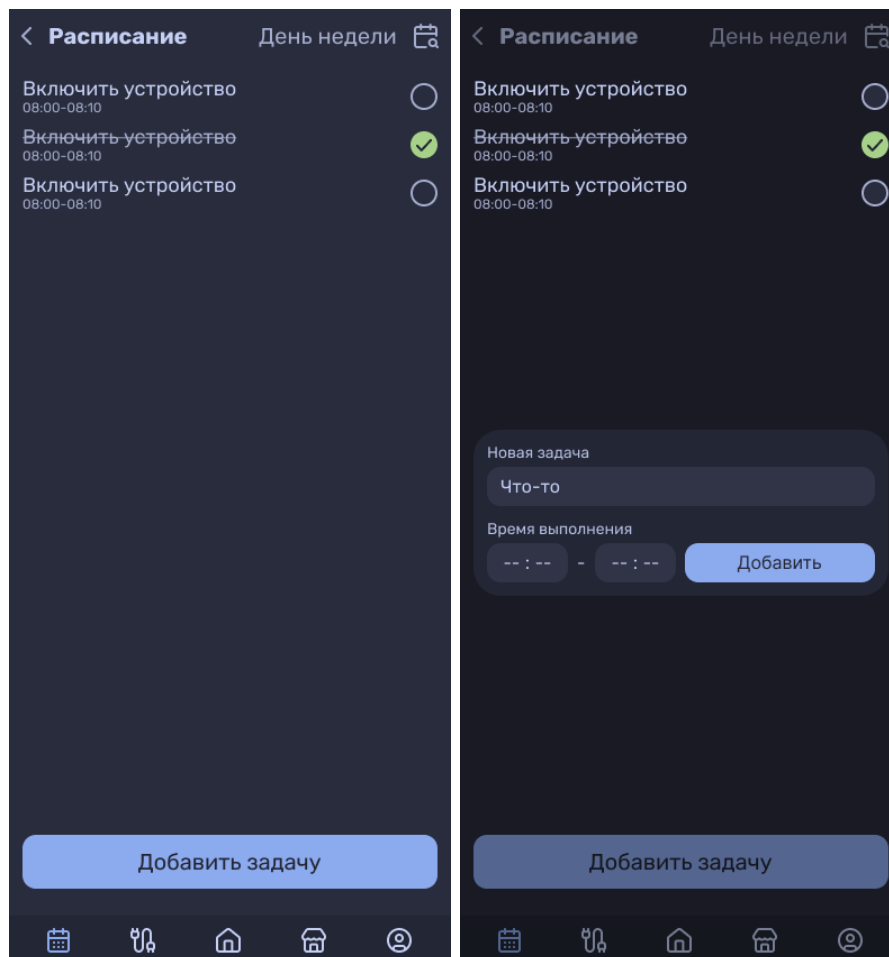 Расписание День недели
Включить устройство
08:00-08:10
Включить устройство
08:00-08:10
Включить устройство
08:00-08:10
Добавить задачу
Расписание День недели
Включить устройство
08:00-08:10
Включить устройство
08:00-08:10
Включить устройство
08:00-08:10
Новая задача
Что-то
Время выполнения
-- : -- - -- : -- Добавить
Добавить задачу